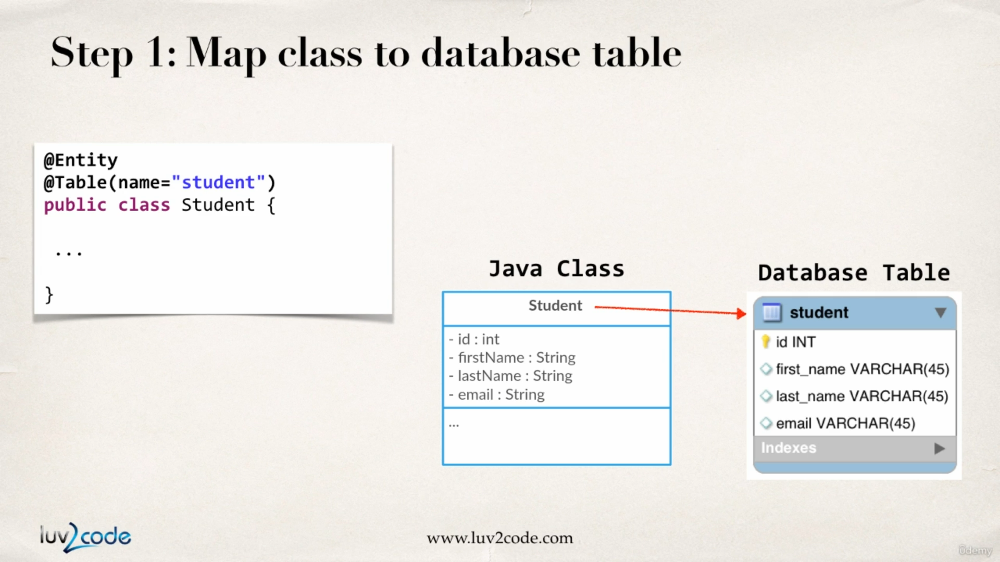 Step 1: Map class to database table
@Entity
@Table(name="student")
public class Student {
...
}
Java Class
Student
- id : int
- firstName : String
- lastName : String
- email : String
...
Database Table
student
id INT
first_name VARCHAR(45)
last_name VARCHAR(45)
email VARCHAR(45)
Indexes
luv2code
www.luv2code.com
ûdemy